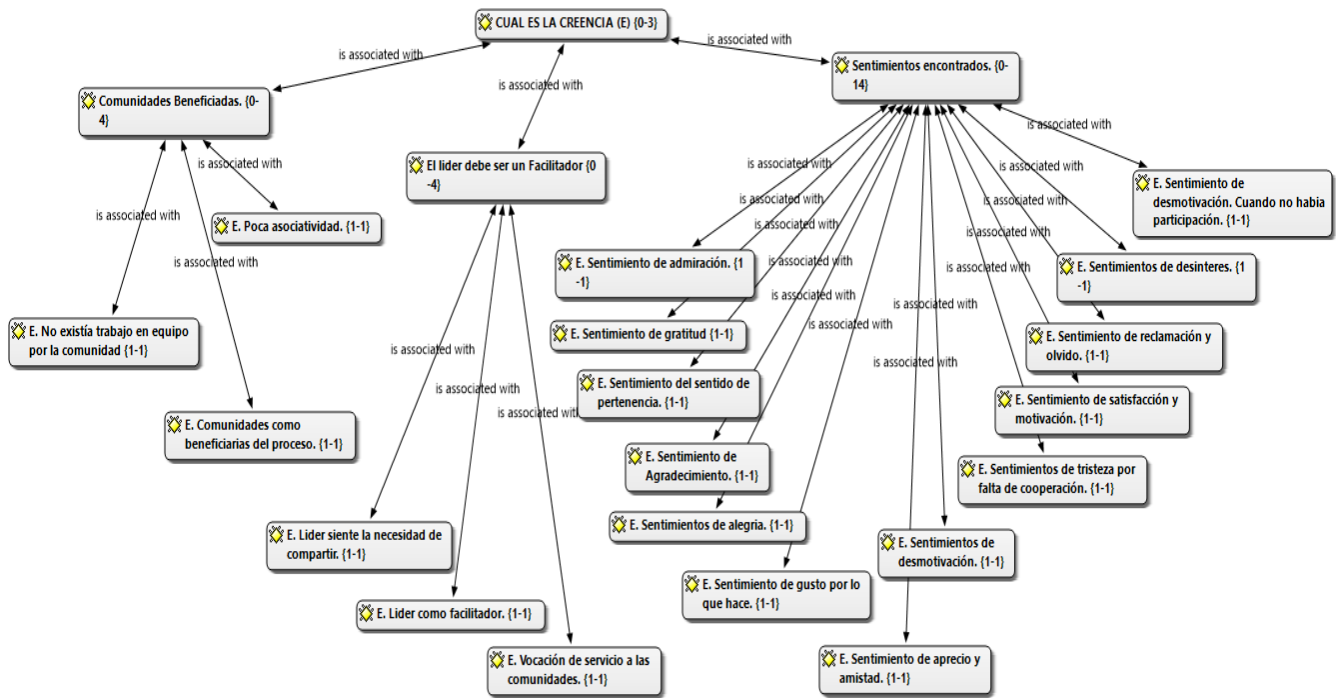 CUAL ES LA CREENCIA (E) {0-3}
is associated with
is associated with
is associated with
Sentimientos encontrados. {0-
14}
Comunidades Beneficiadas. {0-
4}
El lider debe ser un Facilitador {0
-4}
is associated with
is associated with
is associated with
is associated with
E. Poca asociatividad. {1-1}
is associated with
E. No existía trabajo en equipo
por la comunidad {1-1}
E. Comunidades como
beneficiarias del proceso. {1-1}
is associated with
is associated with
is associated with
E. Lider siente la necesidad de
compartir. {1-1}
E. Lider como facilitador. {1-1}
E. Vocación de servicio a las
comunidades. {1-1}
is associated with
is associated with
is associated with
is associated with
is associated with
is associated with
is associated with
is associated with
is associated with
is associated with
is associated with
is associated with
E. Sentimiento de
desmotivación. Cuando no habia
participación. {1-1}
E. Sentimiento de admiración. {1
-1}
E. Sentimientos de desinteres. {1
-1}
E. Sentimiento de gratitud {1-1}
E. Sentimiento de reclamación y
olvido. {1-1}
E. Sentimiento del sentido de
pertenencia. {1-1}
E. Sentimiento de satisfacción y
motivación. {1-1}
E. Sentimiento de
Agradecimiento. {1-1}
E. Sentimientos de tristeza por
falta de cooperación. {1-1}
E. Sentimientos de alegria. {1-1}
E. Sentimientos de
desmotivación. {1-1}
E. Sentimiento de gusto por lo
que hace. {1-1}
E. Sentimiento de aprecio y
amistad. {1-1}